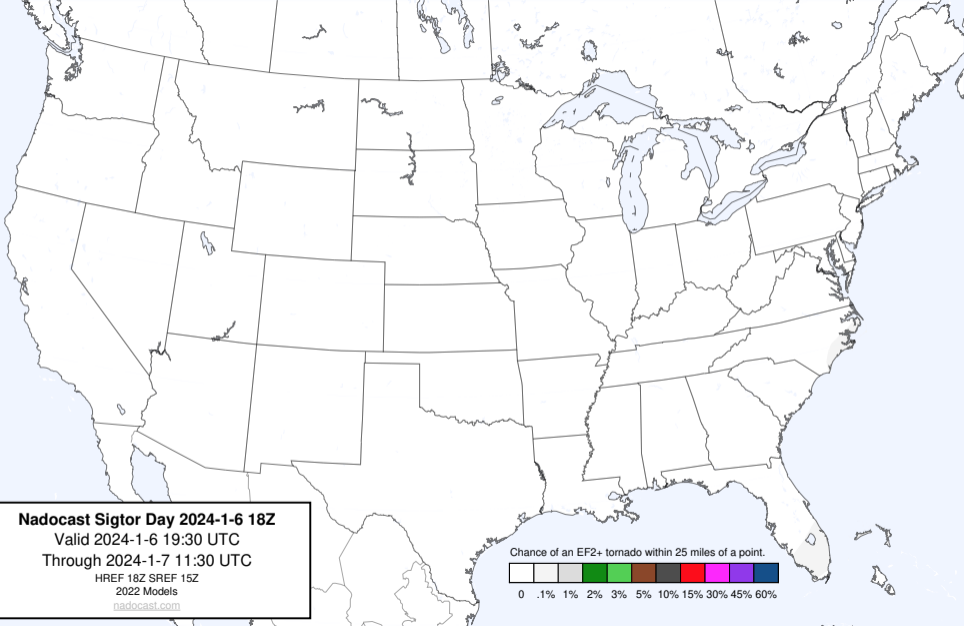 Nadocast Sigtor Day 2024-1-6 18Z
Valid 2024-1-6 19:30 UTC
Through 2024-1-7 11:30 UTC
HREF 18Z SREF 15Z
2022 Models
nadocast.com
Chance of an EF2+ tornado within 25 miles of a point.
0 .1% 1% 2% 3% 5% 10% 15% 30% 45% 60%